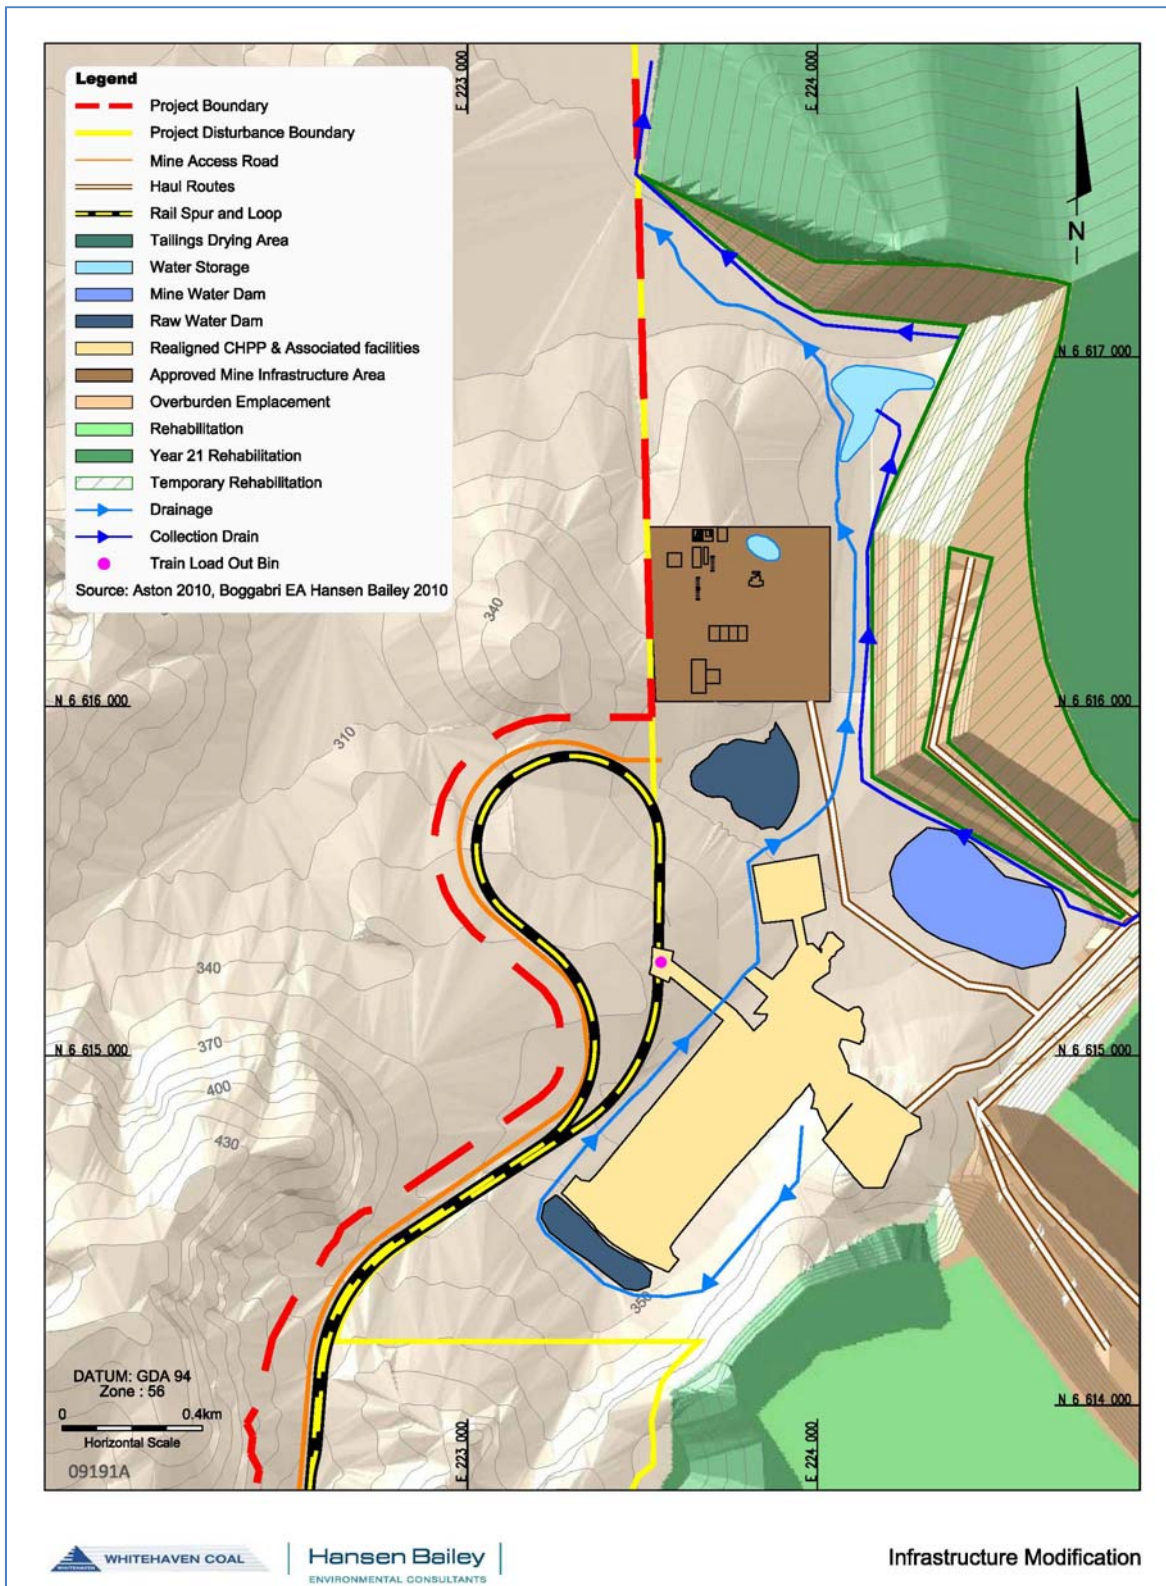 E 223 000
E 224 000
Legend
Project Boundary
Project Disturbance Boundary
Mine Access Road
Haul Routes
Rail Spur and Loop
Tailings Drying Area
Water Storage
Mine Water Dam
Raw Water Dam
Realigned CHPP & Associated facilities
Approved Mine Infrastructure Area
Overburden Emplacement
Rehabilitation
Year 21 Rehabilitation
Temporary Rehabilitation
Drainage
Collection Drain
Train Load Out Bin
Source: Aston 2010, Boggabri EA Hansen Bailey 2010
N
N 6 617 000
340
N 6 616 000
N 6 616 000
310
340
370
400
430
N 6 615 000
N 6 615 000
350
DATUM: GDA 94
Zone : 56
0 0.4km
Horizontal Scale
09191A
N 6 614 000
E 223 000
E 224 000
WHITEHAVEN
WHITEHAVEN COAL
Hansen Bailey
ENVIRONMENTAL CONSULTANTS
Infrastructure Modification